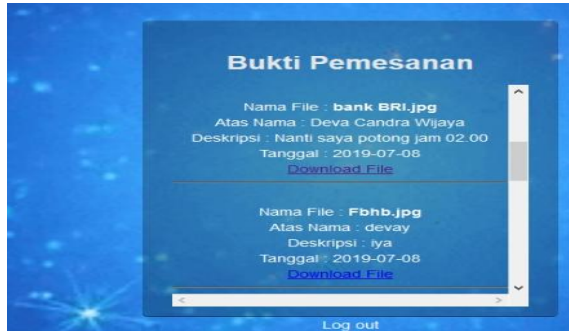 Bukti Pemesanan
Nama File : bank BRI.jpg
Atas Nama : Deva Candra Wijaya
Deskripsi : Nanti saya potong jam 02.00
Tanggal : 2019-07-08
Download File
Nama File : Fbhb.jpg
Atas Nama : devay
Deskripsi : iya
Tanggal : 2019-07-08
Download File
Log out